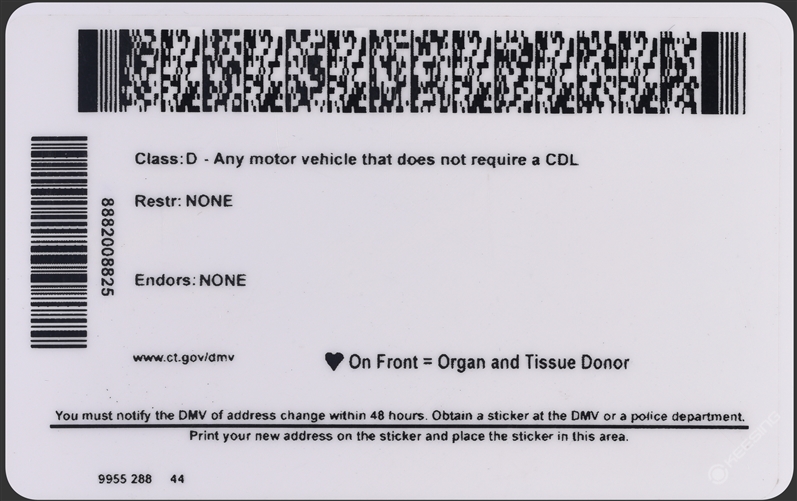 Class:D - Any motor vehicle that does not require a CDL
Restr: NONE
8882008825
Endors: NONE
www.ct.gov/dmv
♥ On Front = Organ and Tissue Donor
You must notify the DMV of address change within 48 hours. Obtain a sticker at the DMV or a police department.
Print your new address on the sticker and place the sticker in this area.
KEESING
9955 288 44